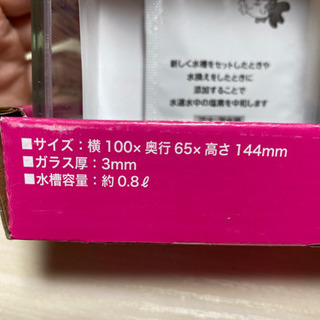 新しく水槽をセットしたときや
水換えをしたときに
添加することで
水道水中の塩素を中和します
■サイズ：横 100×奥行 65×高さ 144mm
■ガラス厚：3mm
■水槽容量：約 0.8ℓ